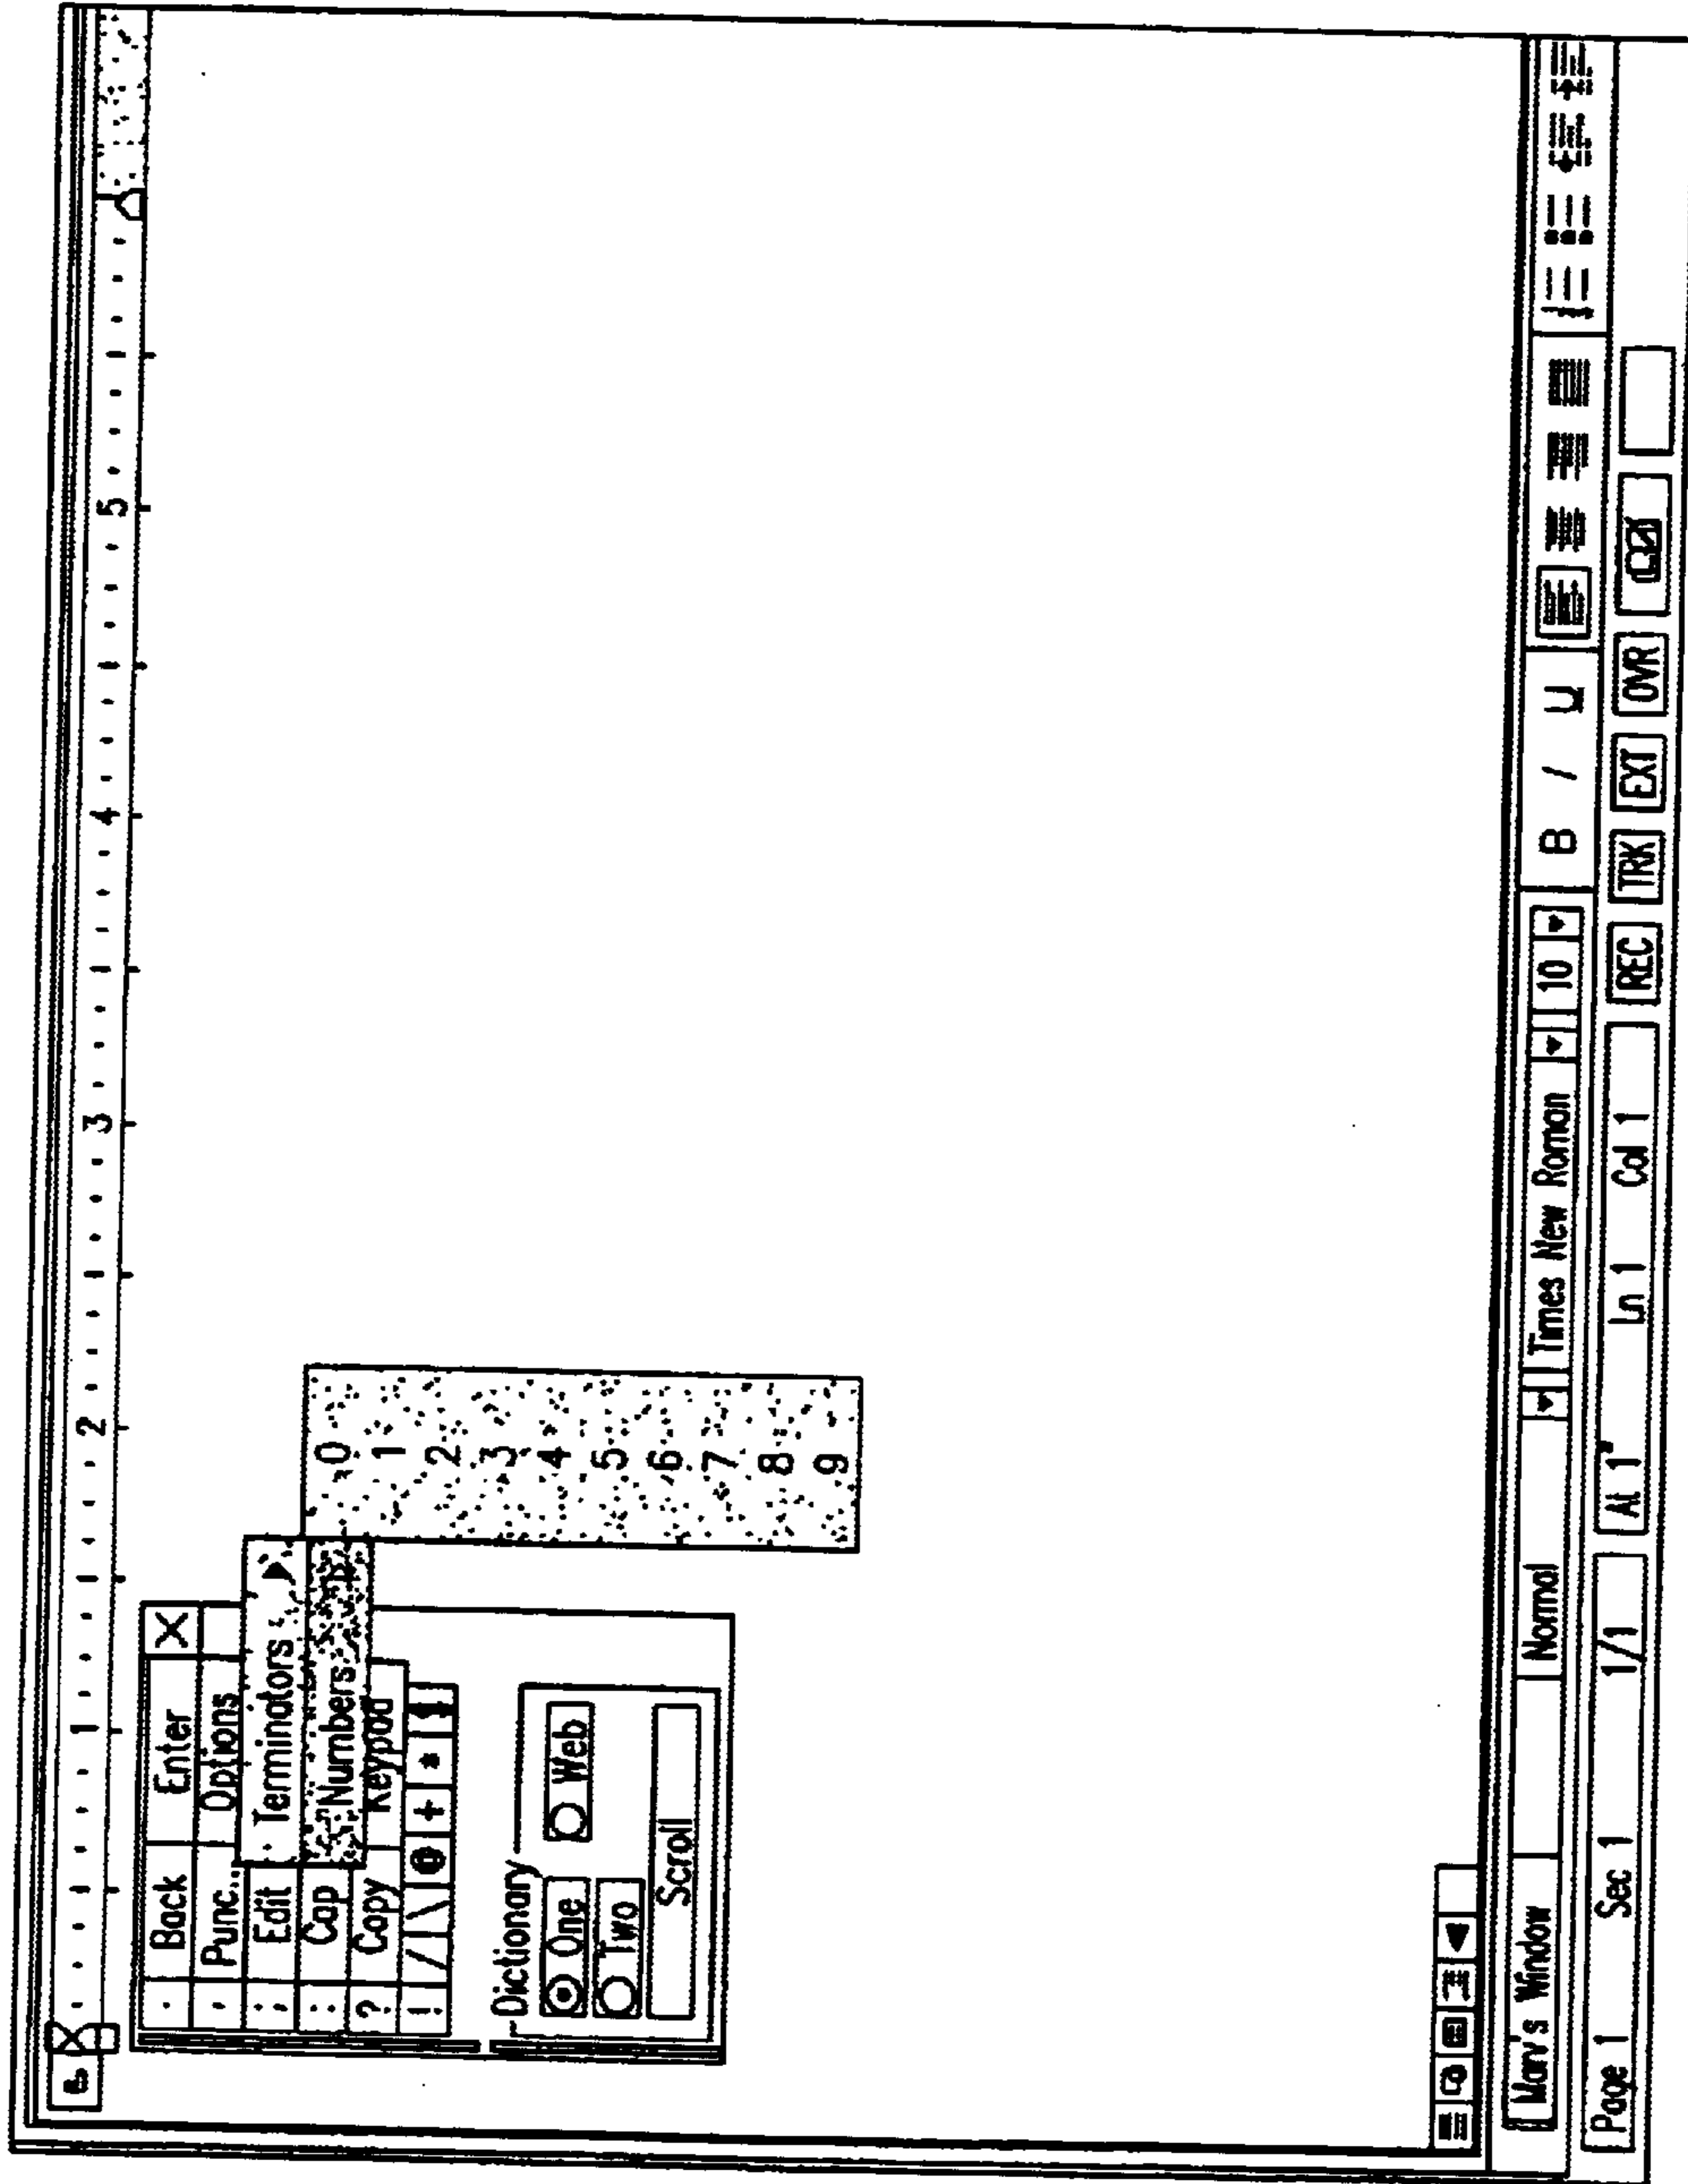 1 2 3 4 5
. Back Enter X
, Punc... Options
; Edit Terminators
: Cap Numbers
? Copy Keypad
! / \ @ + *
0
1
2
3
4
5
6
7
8
9
Dictionary
One Web
Two
Scroll
Marv's Window Normal Times New Roman 10 B / U
Page 1 Sec 1 1/1 At 1" Ln 1 Col 1 REC TRK EXT OVR